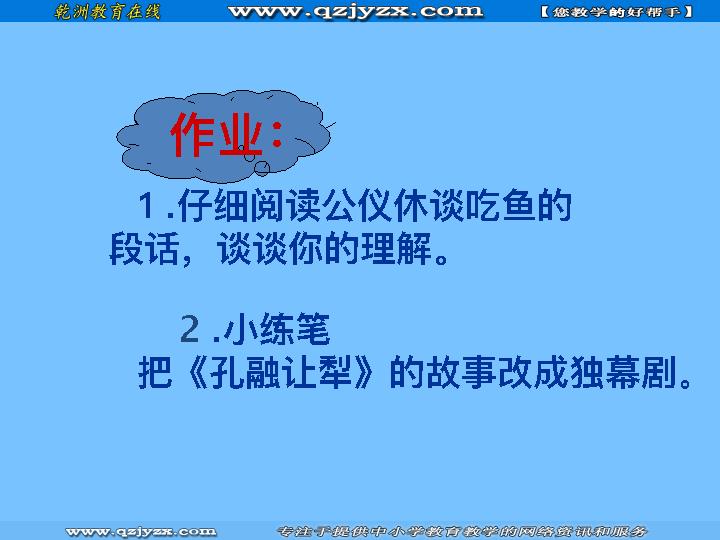 乾洲教育在线 www.qzjyzx.com 【您教学的好帮手】
作业：
1.仔细阅读公仪休谈吃鱼的
段话，谈谈你的理解。
2.小练笔
把《孔融让犁》的故事改成独幕剧。
www.qzjyzx.com 专注于提供中小学教育教学的网络资讯和服务